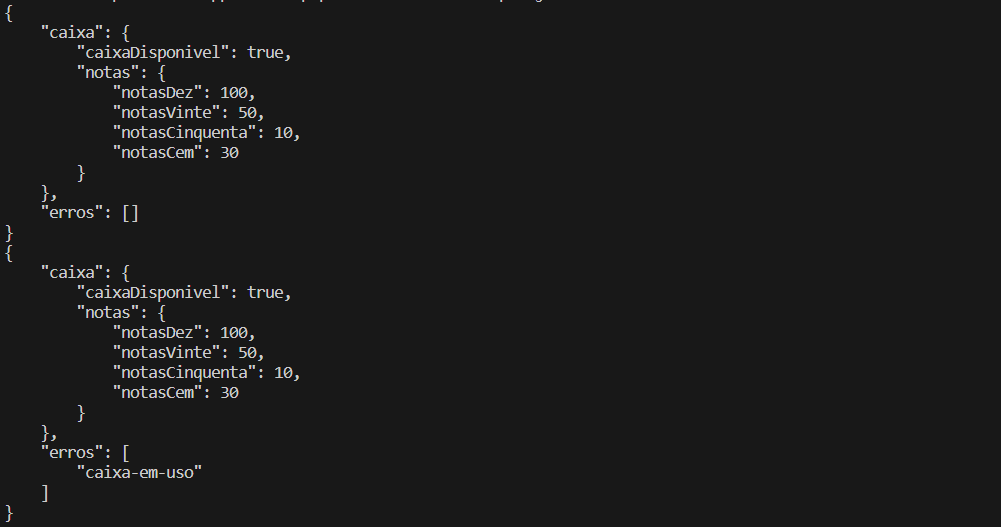 {
    "caixa": {
        "caixaDisponivel": true,
        "notas": {
            "notasDez": 100,
            "notasVinte": 50,
            "notasCinquenta": 10,
            "notasCem": 30
        }
    },
    "erros": []
}
{
    "caixa": {
        "caixaDisponivel": true,
        "notas": {
            "notasDez": 100,
            "notasVinte": 50,
            "notasCinquenta": 10,
            "notasCem": 30
        }
    },
    "erros": [
        "caixa-em-uso"
    ]
}